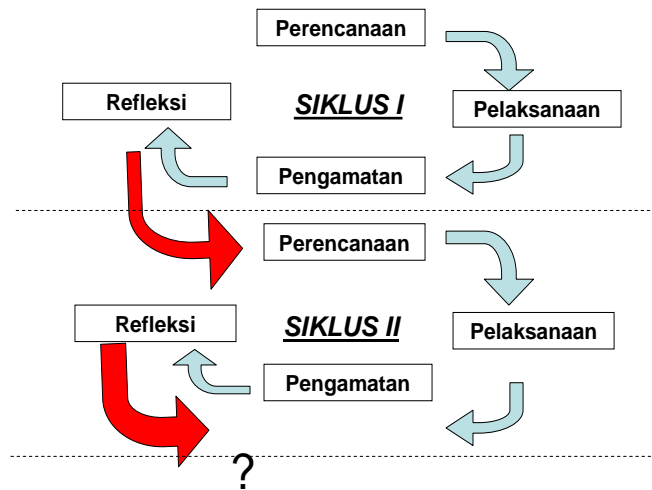 Perencanaan
Refleksi
SIKLUS I
Pelaksanaan
Pengamatan
Perencanaan
Refleksi
SIKLUS II
Pelaksanaan
Pengamatan
?